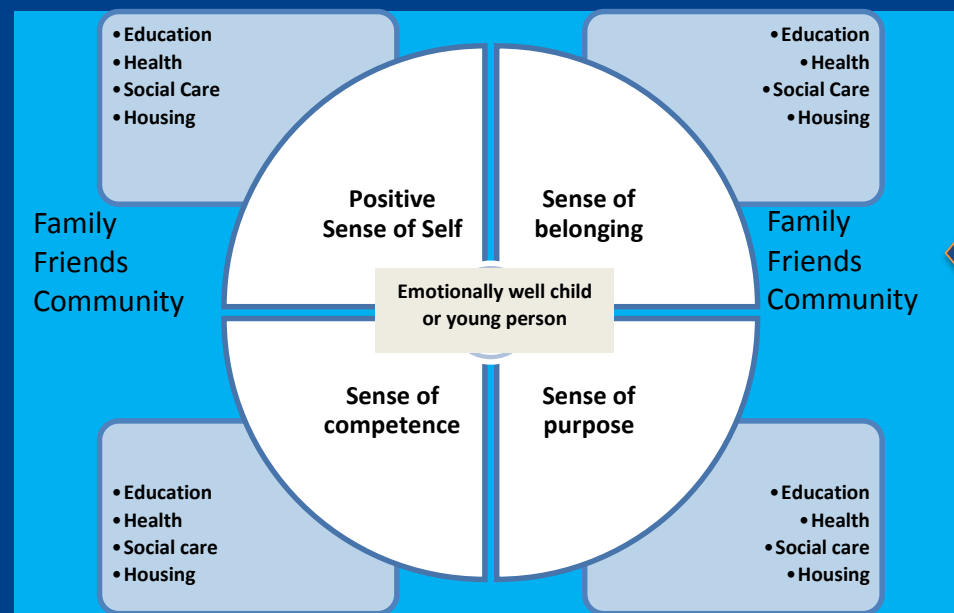 •Education
•Health
•Social Care
•Housing
•Education
•Health
•Social Care
•Housing
Positive
Sense of Self
Sense of
belonging
Family
Friends
Community
Family
Friends
Community
Emotionally well child
or young person
Sense of
competence
Sense of
purpose
•Education
•Health
•Social care
•Housing
•Education
•Health
•Social care
•Housing